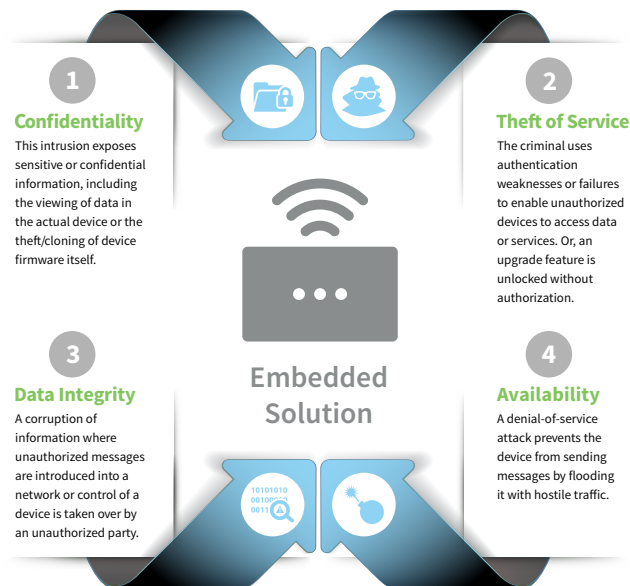 1
Confidentiality
This intrusion exposes
sensitive or confidential
information, including
the viewing of data in
the actual device or the
theft/cloning of device
firmware itself.
2
Theft of Service
The criminal uses
authentication
weaknesses or failures
to enable unauthorized
devices to access data
or services. Or, an
upgrade feature is
unlocked without
authorization.
Embedded
Solution
3
Data Integrity
A corruption of
information where
unauthorized messages
are introduced into a
network or control of a
device is taken over by
an unauthorized party.
4
Availability
A denial-of-service
attack prevents the
device from sending
messages by flooding
it with hostile traffic.
10101010